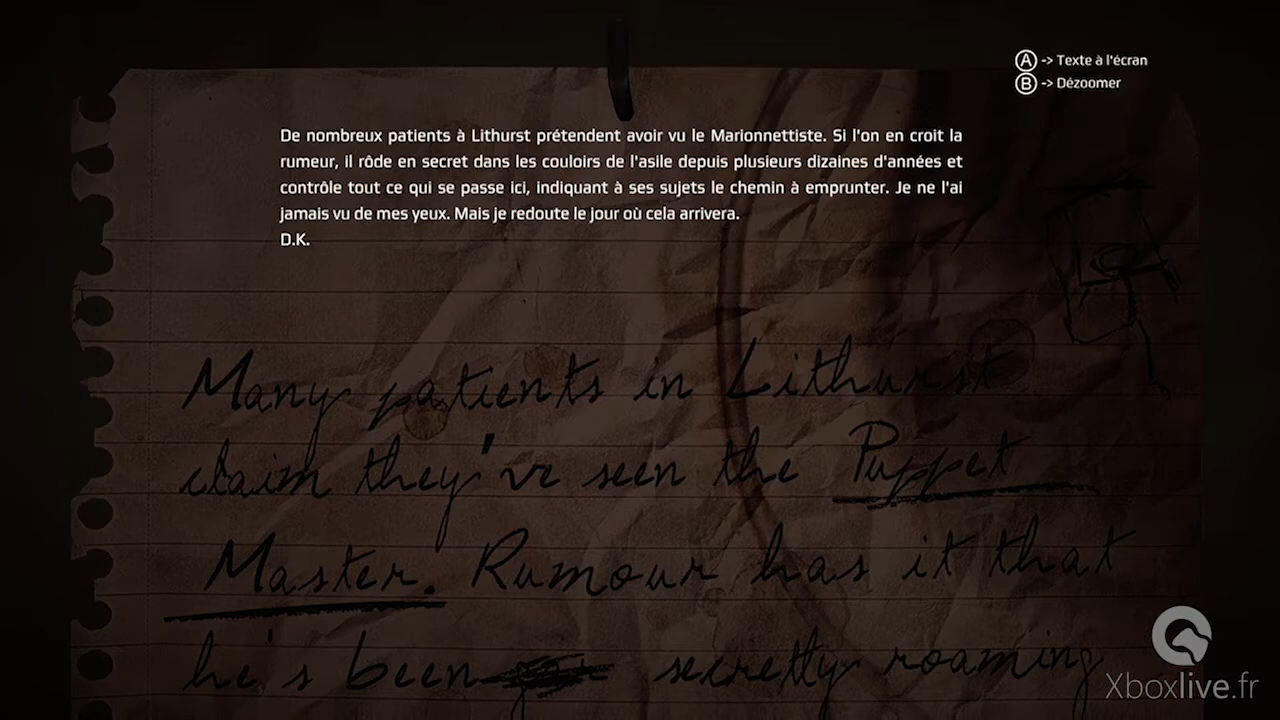 A -> Texte à l'écran
B -> Dézoomer
De nombreux patients à Lithurst prétendent avoir vu le Marionnettiste. Si l'on en croit la
rumeur, il rôde en secret dans les couloirs de l'asile depuis plusieurs dizaines d'années et
contrôle tout ce qui se passe ici, indiquant à ses sujets le chemin à emprunter. Je ne l'ai
jamais vu de mes yeux. Mais je redoute le jour où cela arrivera.
D.K.
Many patients in Lithurst
claim they've seen the Puppet
Master. Rumour has it that
he's been secretly roaming
Xboxlive.fr